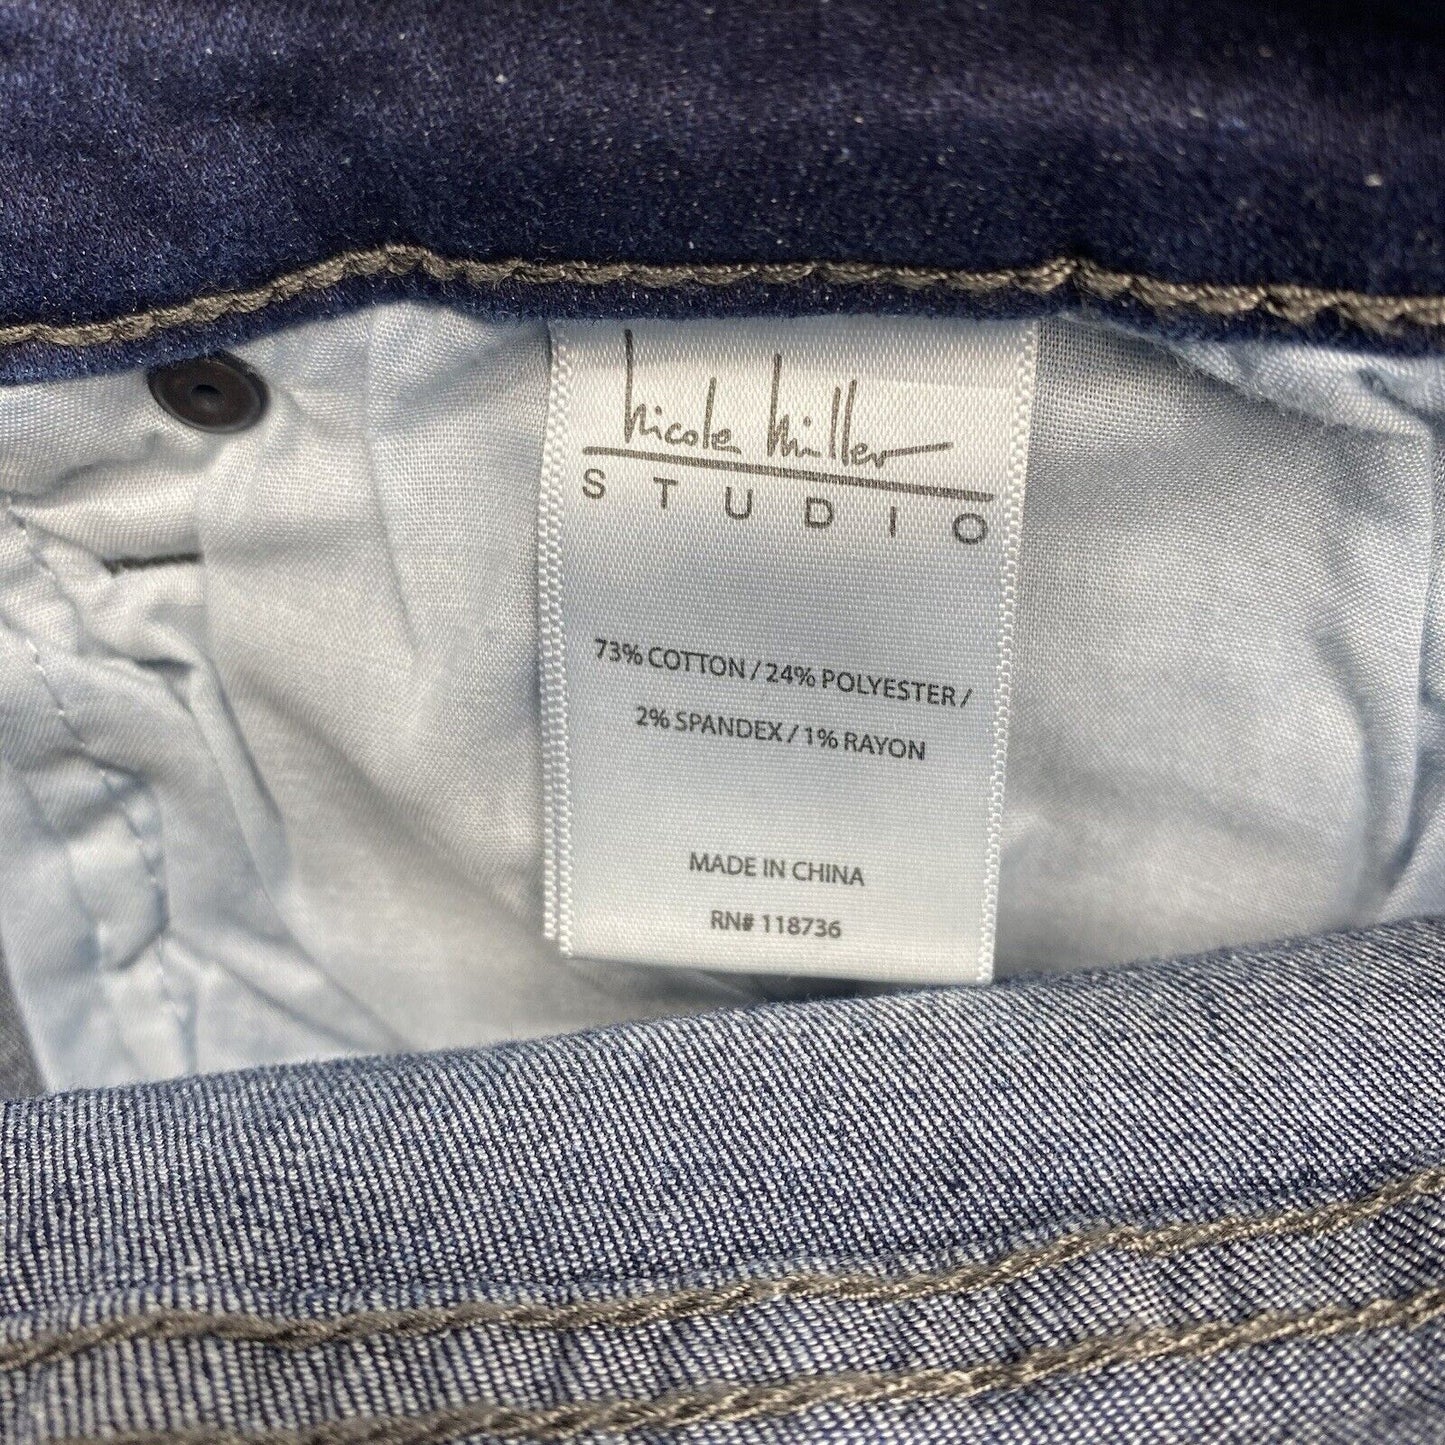 Nicole Miller
STUDIO
73% COTTON / 24% POLYESTER /
2% SPANDEX / 1% RAYON
MADE IN CHINA
RN# 118736